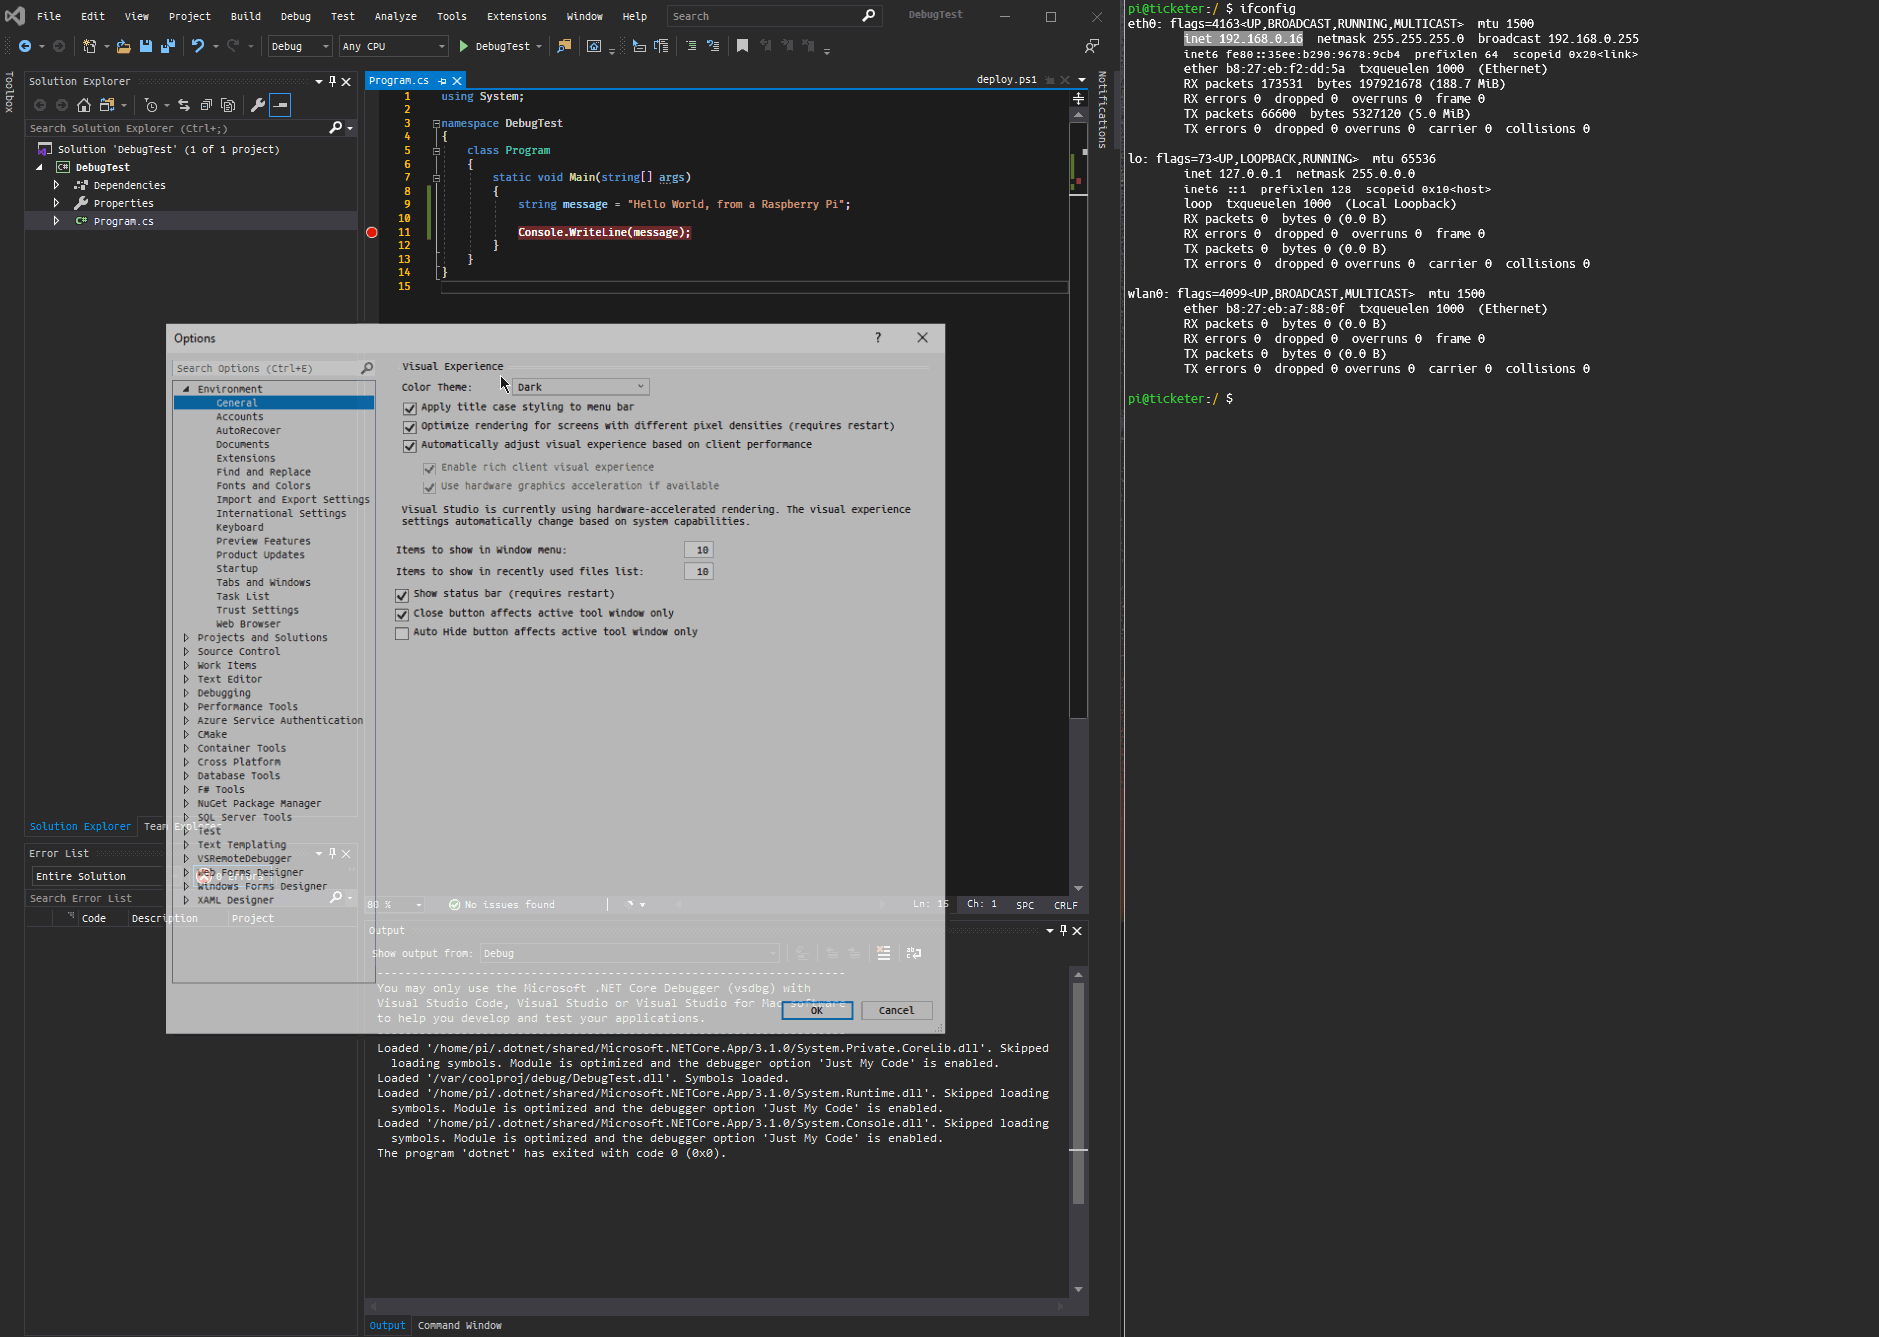 File Edit View Project Build Debug Test Analyze Tools Extensions Window Help Search DebugTest
Debug Any CPU DebugTest
Toolbox
Solution Explorer
Search Solution Explorer (Ctrl+;)
Solution 'DebugTest' (1 of 1 project)
C# DebugTest
Dependencies
Properties
C# Program.cs
Program.cs
deploy.ps1
Notifications
1 using System;
2
3 namespace DebugTest
4 {
5 class Program
6 {
7 static void Main(string[] args)
8 {
9 string message = "Hello World, from a Raspberry Pi";
10
11 Console.WriteLine(message);
12 }
13 }
14 }
15
Options
Search Options (Ctrl+E)
Environment
General
Accounts
AutoRecover
Documents
Extensions
Find and Replace
Fonts and Colors
Import and Export Settings
International Settings
Keyboard
Preview Features
Product Updates
Startup
Tabs and Windows
Task List
Trust Settings
Web Browser
Projects and Solutions
Source Control
Work Items
Text Editor
Debugging
Performance Tools
Azure Service Authentication
CMake
Container Tools
Cross Platform
Database Tools
F# Tools
NuGet Package Manager
SQL Server Tools
Test
Text Templating
VSRemoteDebugger
Web Forms Designer
Windows Forms Designer
XAML Designer
Visual Experience
Color Theme: Dark
Apply title case styling to menu bar
Optimize rendering for screens with different pixel densities (requires restart)
Automatically adjust visual experience based on client performance
Enable rich client visual experience
Use hardware graphics acceleration if available
Visual Studio is currently using hardware-accelerated rendering. The visual experience
settings automatically change based on system capabilities.
Items to show in Window menu: 10
Items to show in recently used files list: 10
Show status bar (requires restart)
Close button affects active tool window only
Auto Hide button affects active tool window only
OK Cancel
Solution Explorer Team Explorer
Error List
Entire Solution 0 Errors
Search Error List
Code Description Project
80 % No issues found Ln: 15 Ch: 1 SPC CRLF
Output
Show output from: Debug
-------------------------------------------------------------------
You may only use the Microsoft .NET Core Debugger (vsdbg) with
Visual Studio Code, Visual Studio or Visual Studio for Mac software
to help you develop and test your applications.
-------------------------------------------------------------------
Loaded '/home/pi/.dotnet/shared/Microsoft.NETCore.App/3.1.0/System.Private.CoreLib.dll'. Skipped
loading symbols. Module is optimized and the debugger option 'Just My Code' is enabled.
Loaded '/var/coolproj/debug/DebugTest.dll'. Symbols loaded.
Loaded '/home/pi/.dotnet/shared/Microsoft.NETCore.App/3.1.0/System.Runtime.dll'. Skipped loading
symbols. Module is optimized and the debugger option 'Just My Code' is enabled.
Loaded '/home/pi/.dotnet/shared/Microsoft.NETCore.App/3.1.0/System.Console.dll'. Skipped loading
symbols. Module is optimized and the debugger option 'Just My Code' is enabled.
The program 'dotnet' has exited with code 0 (0x0).
Output Command Window
pi@ticketer:/ $ ifconfig
eth0: flags=4163<UP,BROADCAST,RUNNING,MULTICAST> mtu 1500
inet 192.168.0.16 netmask 255.255.255.0 broadcast 192.168.0.255
inet6 fe80::35ee:b290:9678:9cb4 prefixlen 64 scopeid 0x20<link>
ether b8:27:eb:f2:dd:5a txqueuelen 1000 (Ethernet)
RX packets 173531 bytes 197921678 (188.7 MiB)
RX errors 0 dropped 0 overruns 0 frame 0
TX packets 66600 bytes 5327120 (5.0 MiB)
TX errors 0 dropped 0 overruns 0 carrier 0 collisions 0
lo: flags=73<UP,LOOPBACK,RUNNING> mtu 65536
inet 127.0.0.1 netmask 255.0.0.0
inet6 ::1 prefixlen 128 scopeid 0x10<host>
loop txqueuelen 1000 (Local Loopback)
RX packets 0 bytes 0 (0.0 B)
RX errors 0 dropped 0 overruns 0 frame 0
TX packets 0 bytes 0 (0.0 B)
TX errors 0 dropped 0 overruns 0 carrier 0 collisions 0
wlan0: flags=4099<UP,BROADCAST,MULTICAST> mtu 1500
ether b8:27:eb:a7:88:0f txqueuelen 1000 (Ethernet)
RX packets 0 bytes 0 (0.0 B)
RX errors 0 dropped 0 overruns 0 frame 0
TX packets 0 bytes 0 (0.0 B)
TX errors 0 dropped 0 overruns 0 carrier 0 collisions 0
pi@ticketer:/ $